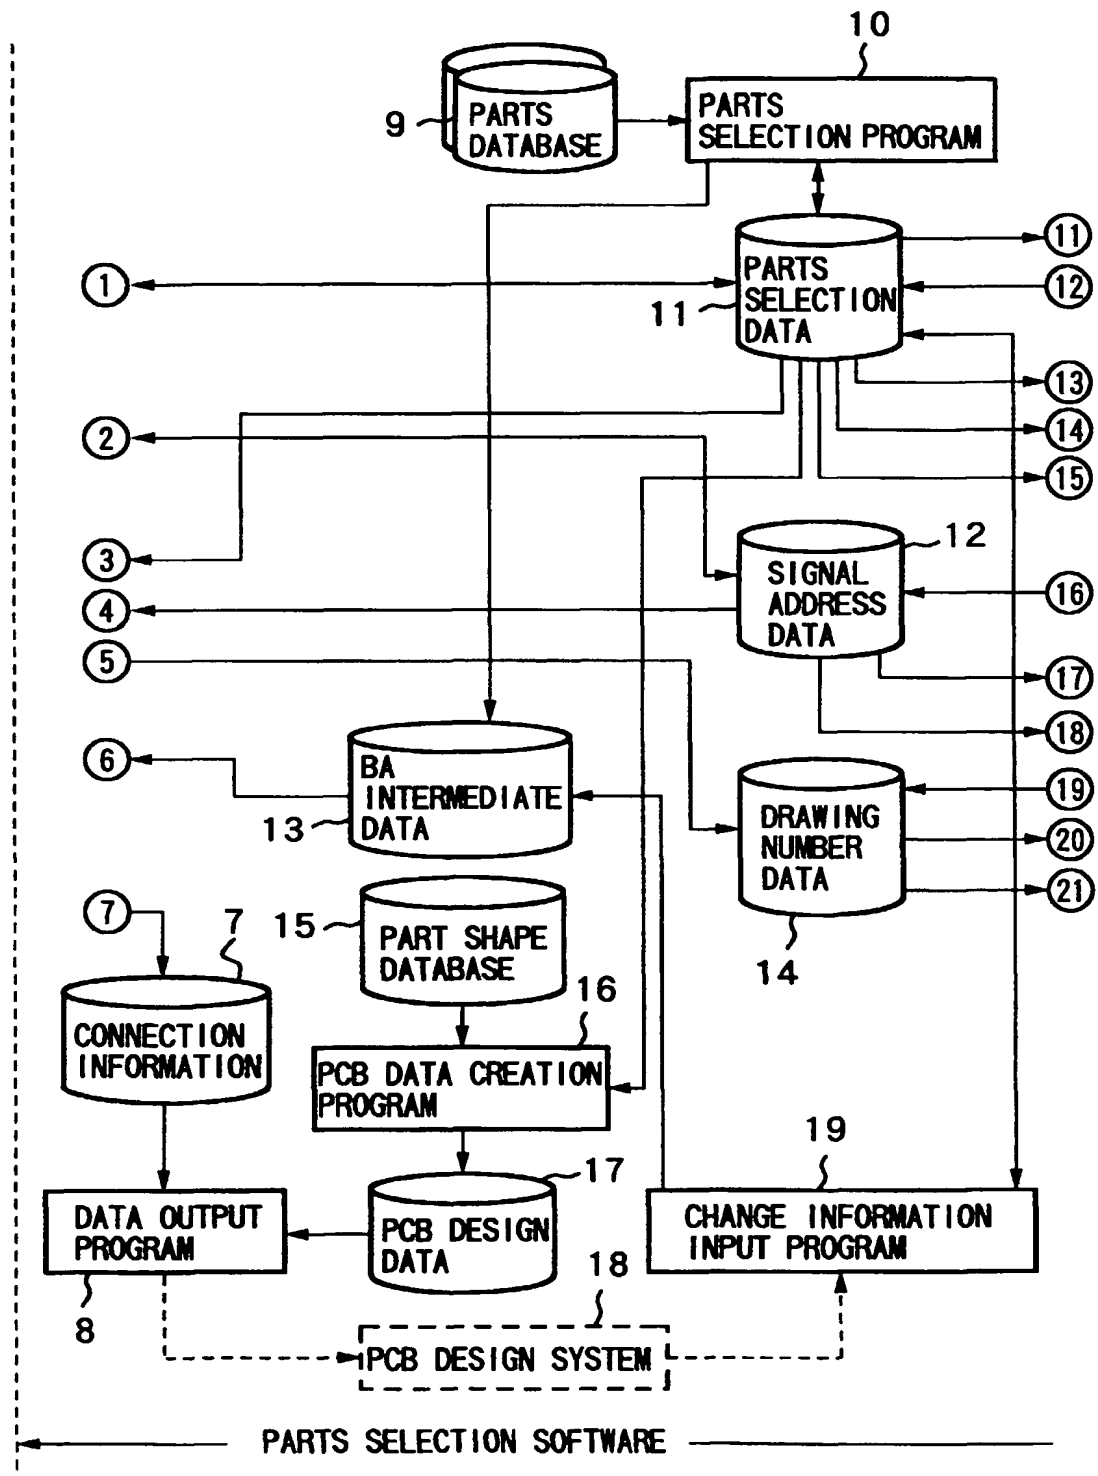 10
PARTS
SELECTION PROGRAM
9
PARTS
DATABASE
11
PARTS
SELECTION
DATA
11
12
13
14
15
1
2
3
4
5
6
7
12
SIGNAL
ADDRESS
DATA
16
17
18
BA
INTERMEDIATE
DATA
13
DRAWING
NUMBER
DATA
14
19
20
21
15
PART SHAPE
DATABASE
7
CONNECTION
INFORMATION
16
PCB DATA CREATION
PROGRAM
17
PCB DESIGN
DATA
DATA OUTPUT
PROGRAM
8
19
CHANGE INFORMATION
INPUT PROGRAM
18
PCB DESIGN SYSTEM
PARTS SELECTION SOFTWARE